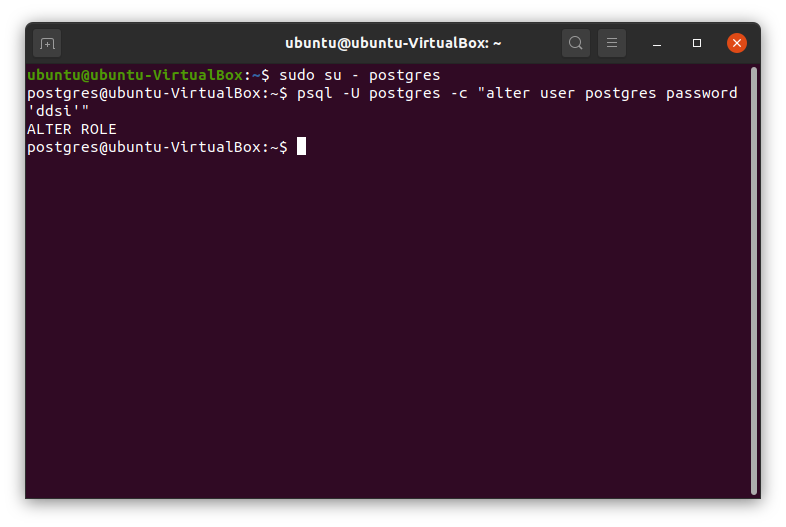 ubuntu@ubuntu-VirtualBox: ~
ubuntu@ubuntu-VirtualBox:~$ sudo su - postgres
postgres@ubuntu-VirtualBox:~$ psql -U postgres -c "alter user postgres password
'ddsi'"
ALTER ROLE
postgres@ubuntu-VirtualBox:~$